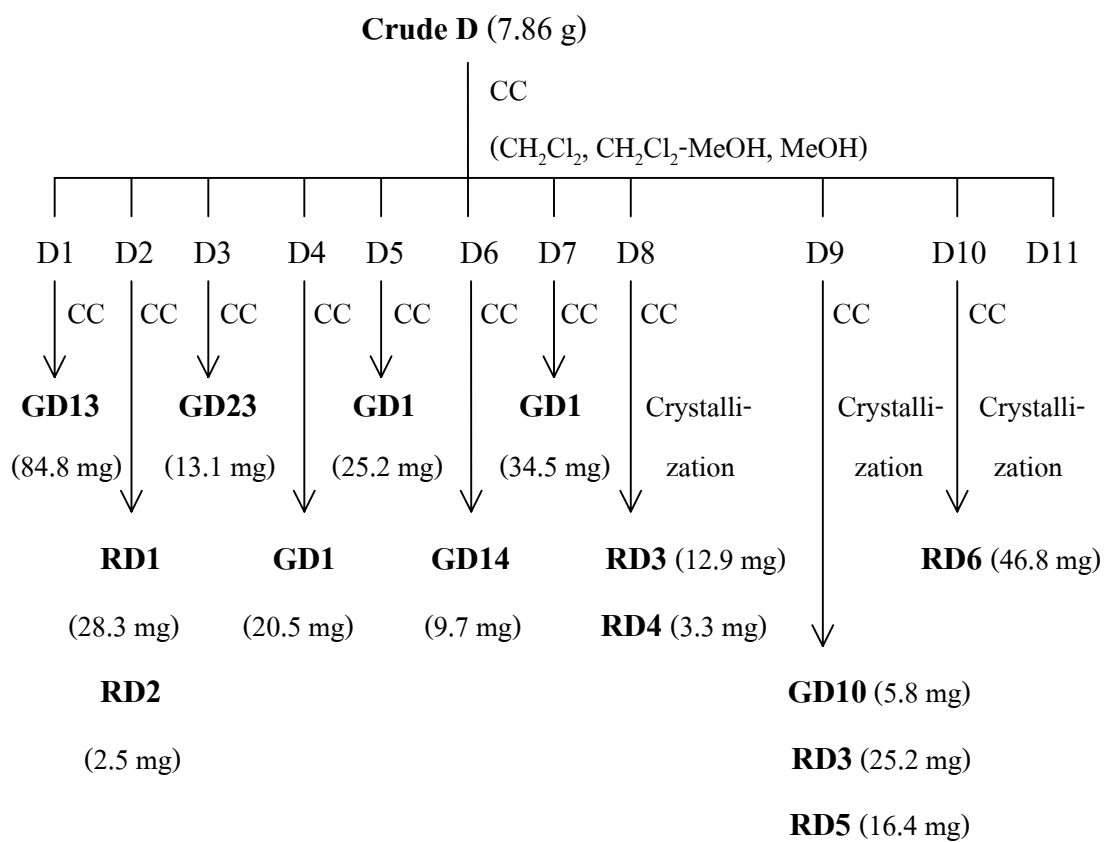 Crude D (7.86 g)
CC
(CH₂Cl₂, CH₂Cl₂-MeOH, MeOH)
D1 D2 D3 D4 D5 D6 D7 D8 D9 D10 D11
CC CC CC CC CC CC CC CC CC CC
GD13 GD23 GD1 GD1 Crystalli- Crystalli- Crystalli-
(84.8 mg) (13.1 mg) (25.2 mg) (34.5 mg) zation zation zation
RD1 GD1 GD14 RD3 (12.9 mg) RD6 (46.8 mg)
(28.3 mg) (20.5 mg) (9.7 mg) RD4 (3.3 mg)
RD2 GD10 (5.8 mg)
(2.5 mg) RD3 (25.2 mg)
RD5 (16.4 mg)